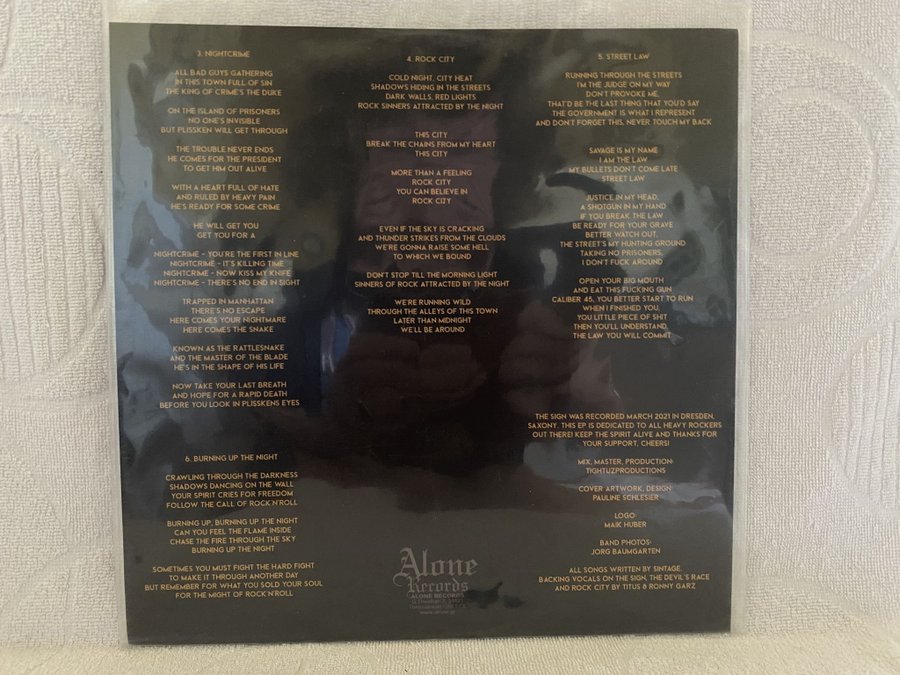 3. NIGHTCRIME
ALL BAD GUYS GATHERING
IN THIS TOWN FULL OF SIN
THE KING OF CRIME'S THE DUKE
ON THE ISLAND OF PRISONERS
NO ONE'S INVISIBLE
BUT PLISSKEN WILL GET THROUGH
THE TROUBLE NEVER ENDS
HE COMES FOR THE PRESIDENT
TO GET HIM OUT ALIVE
WITH A HEART FULL OF HATE
AND RULED BY HEAVY PAIN
HE'S READY FOR SOME CRIME
HE WILL GET YOU
GET YOU FOR A
NIGHTCRIME - YOU'RE THE FIRST IN LINE
NIGHTCRIME - IT'S KILLING TIME
NIGHTCRIME - NOW KISS MY KNIFE
NIGHTCRIME - THERE'S NO END IN SIGHT
TRAPPED IN MANHATTAN
THERE'S NO ESCAPE
HERE COMES YOUR NIGHTMARE
HERE COMES THE SNAKE
KNOWN AS THE RATTLESNAKE
AND THE MASTER OF THE BLADE
HE'S IN THE SHAPE OF HIS LIFE
NOW TAKE YOUR LAST BREATH
AND HOPE FOR A RAPID DEATH
BEFORE YOU LOOK IN PLISSKENS EYES
6. BURNING UP THE NIGHT
CRAWLING THROUGH THE DARKNESS
SHADOWS DANCING ON THE WALL
YOUR SPIRIT CRIES FOR FREEDOM
FOLLOW THE CALL OF ROCK'N'ROLL
BURNING UP, BURNING UP THE NIGHT
CAN YOU FEEL THE FLAME INSIDE
CHASE THE FIRE THROUGH THE SKY
BURNING UP THE NIGHT
SOMETIMES YOU MUST FIGHT THE HARD FIGHT
TO MAKE IT THROUGH ANOTHER DAY
BUT REMEMBER FOR WHAT YOU SOLD YOUR SOUL
FOR THE MIGHT OF ROCK'N'ROLL
4. ROCK CITY
COLD NIGHT, CITY HEAT
SHADOWS HIDING IN THE STREETS
DARK WALLS, RED LIGHTS
ROCK SINNERS ATTRACTED BY THE NIGHT
THIS CITY
BREAK THE CHAINS FROM MY HEART
THIS CITY
MORE THAN A FEELING
ROCK CITY
YOU CAN BELIEVE IN
ROCK CITY
EVEN IF THE SKY IS CRACKING
AND THUNDER STRIKES FROM THE CLOUDS
WE'RE GONNA RAISE SOME HELL
TO WHICH WE BOUND
DON'T STOP TILL THE MORNING LIGHT
SINNERS OF ROCK ATTRACTED BY THE NIGHT
WE'RE RUNNING WILD
THROUGH THE ALLEYS OF THIS TOWN
LATER THAN MIDNIGHT
WE'LL BE AROUND
Alone
Records
ALONE RECORDS
5. STREET LAW
RUNNING THROUGH THE STREETS
I'M THE JUDGE ON MY WAY
DON'T PROVOKE ME,
THAT'D BE THE LAST THING THAT YOU'D SAY
THE GOVERNMENT IS WHAT I REPRESENT
AND DON'T FORGET THIS, NEVER TOUCH MY BACK
SAVAGE IS MY NAME
I AM THE LAW
MY BULLETS DON'T COME LATE
STREET LAW
JUSTICE IN MY HEAD,
A SHOTGUN IN MY HAND
IF YOU BREAK THE LAW
BE READY FOR YOUR GRAVE
BETTER WATCH OUT,
THE STREET'S MY HUNTING GROUND
TAKING NO PRISONERS,
I DON'T FUCK AROUND
OPEN YOUR BIG MOUTH
AND EAT THIS FUCKING GUN
CALIBER 45, YOU BETTER START TO RUN
WHEN I FINISHED YOU,
YOU LITTLE PIECE OF SHIT
THEN YOU'LL UNDERSTAND,
THE LAW YOU WILL COMMIT
THE SIGN WAS RECORDED MARCH 2021 IN DRESDEN,
SAXONY. THIS EP IS DEDICATED TO ALL HEAVY ROCKERS
OUT THERE! KEEP THE SPIRIT ALIVE AND THANKS FOR
YOUR SUPPORT, CHEERS!
MIX, MASTER, PRODUCTION:
TIGHTUZPRODUCTIONS
COVER ARTWORK, DESIGN:
PAULINE SCHLESIER
LOGO:
MAIK HUBER
BAND PHOTOS:
JORG BAUMGARTEN
ALL SONGS WRITTEN BY SINTAGE.
BACKING VOCALS ON THE SIGN, THE DEVIL'S RACE
AND ROCK CITY BY TITUS & RONNY GARZ